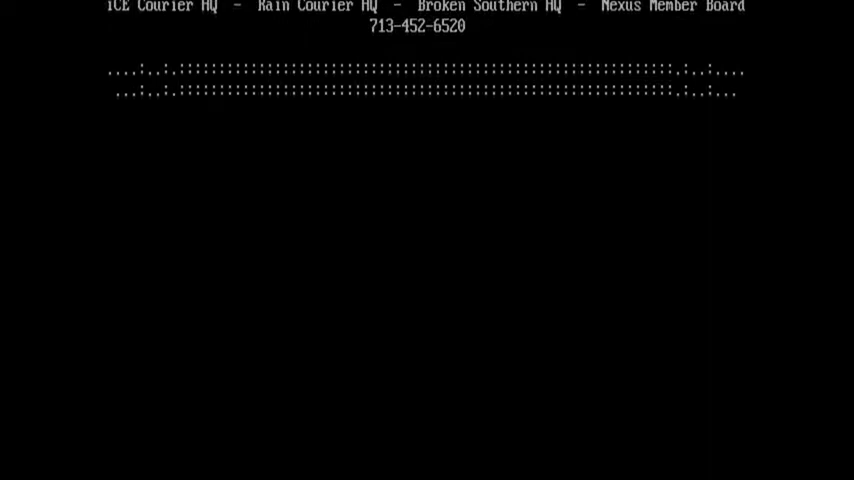 iCE Courier HQ  -  Rain Courier HQ  -  Broken Southern HQ  -  Nexus Member Board
713-452-6520
....:..:.::::::::::::::::::::::::::::::::::::::::::::::::::::::::::::::.:..:....
...:..:.::::::::::::::::::::::::::::::::::::::::::::::::::::::::::::::.:..:...